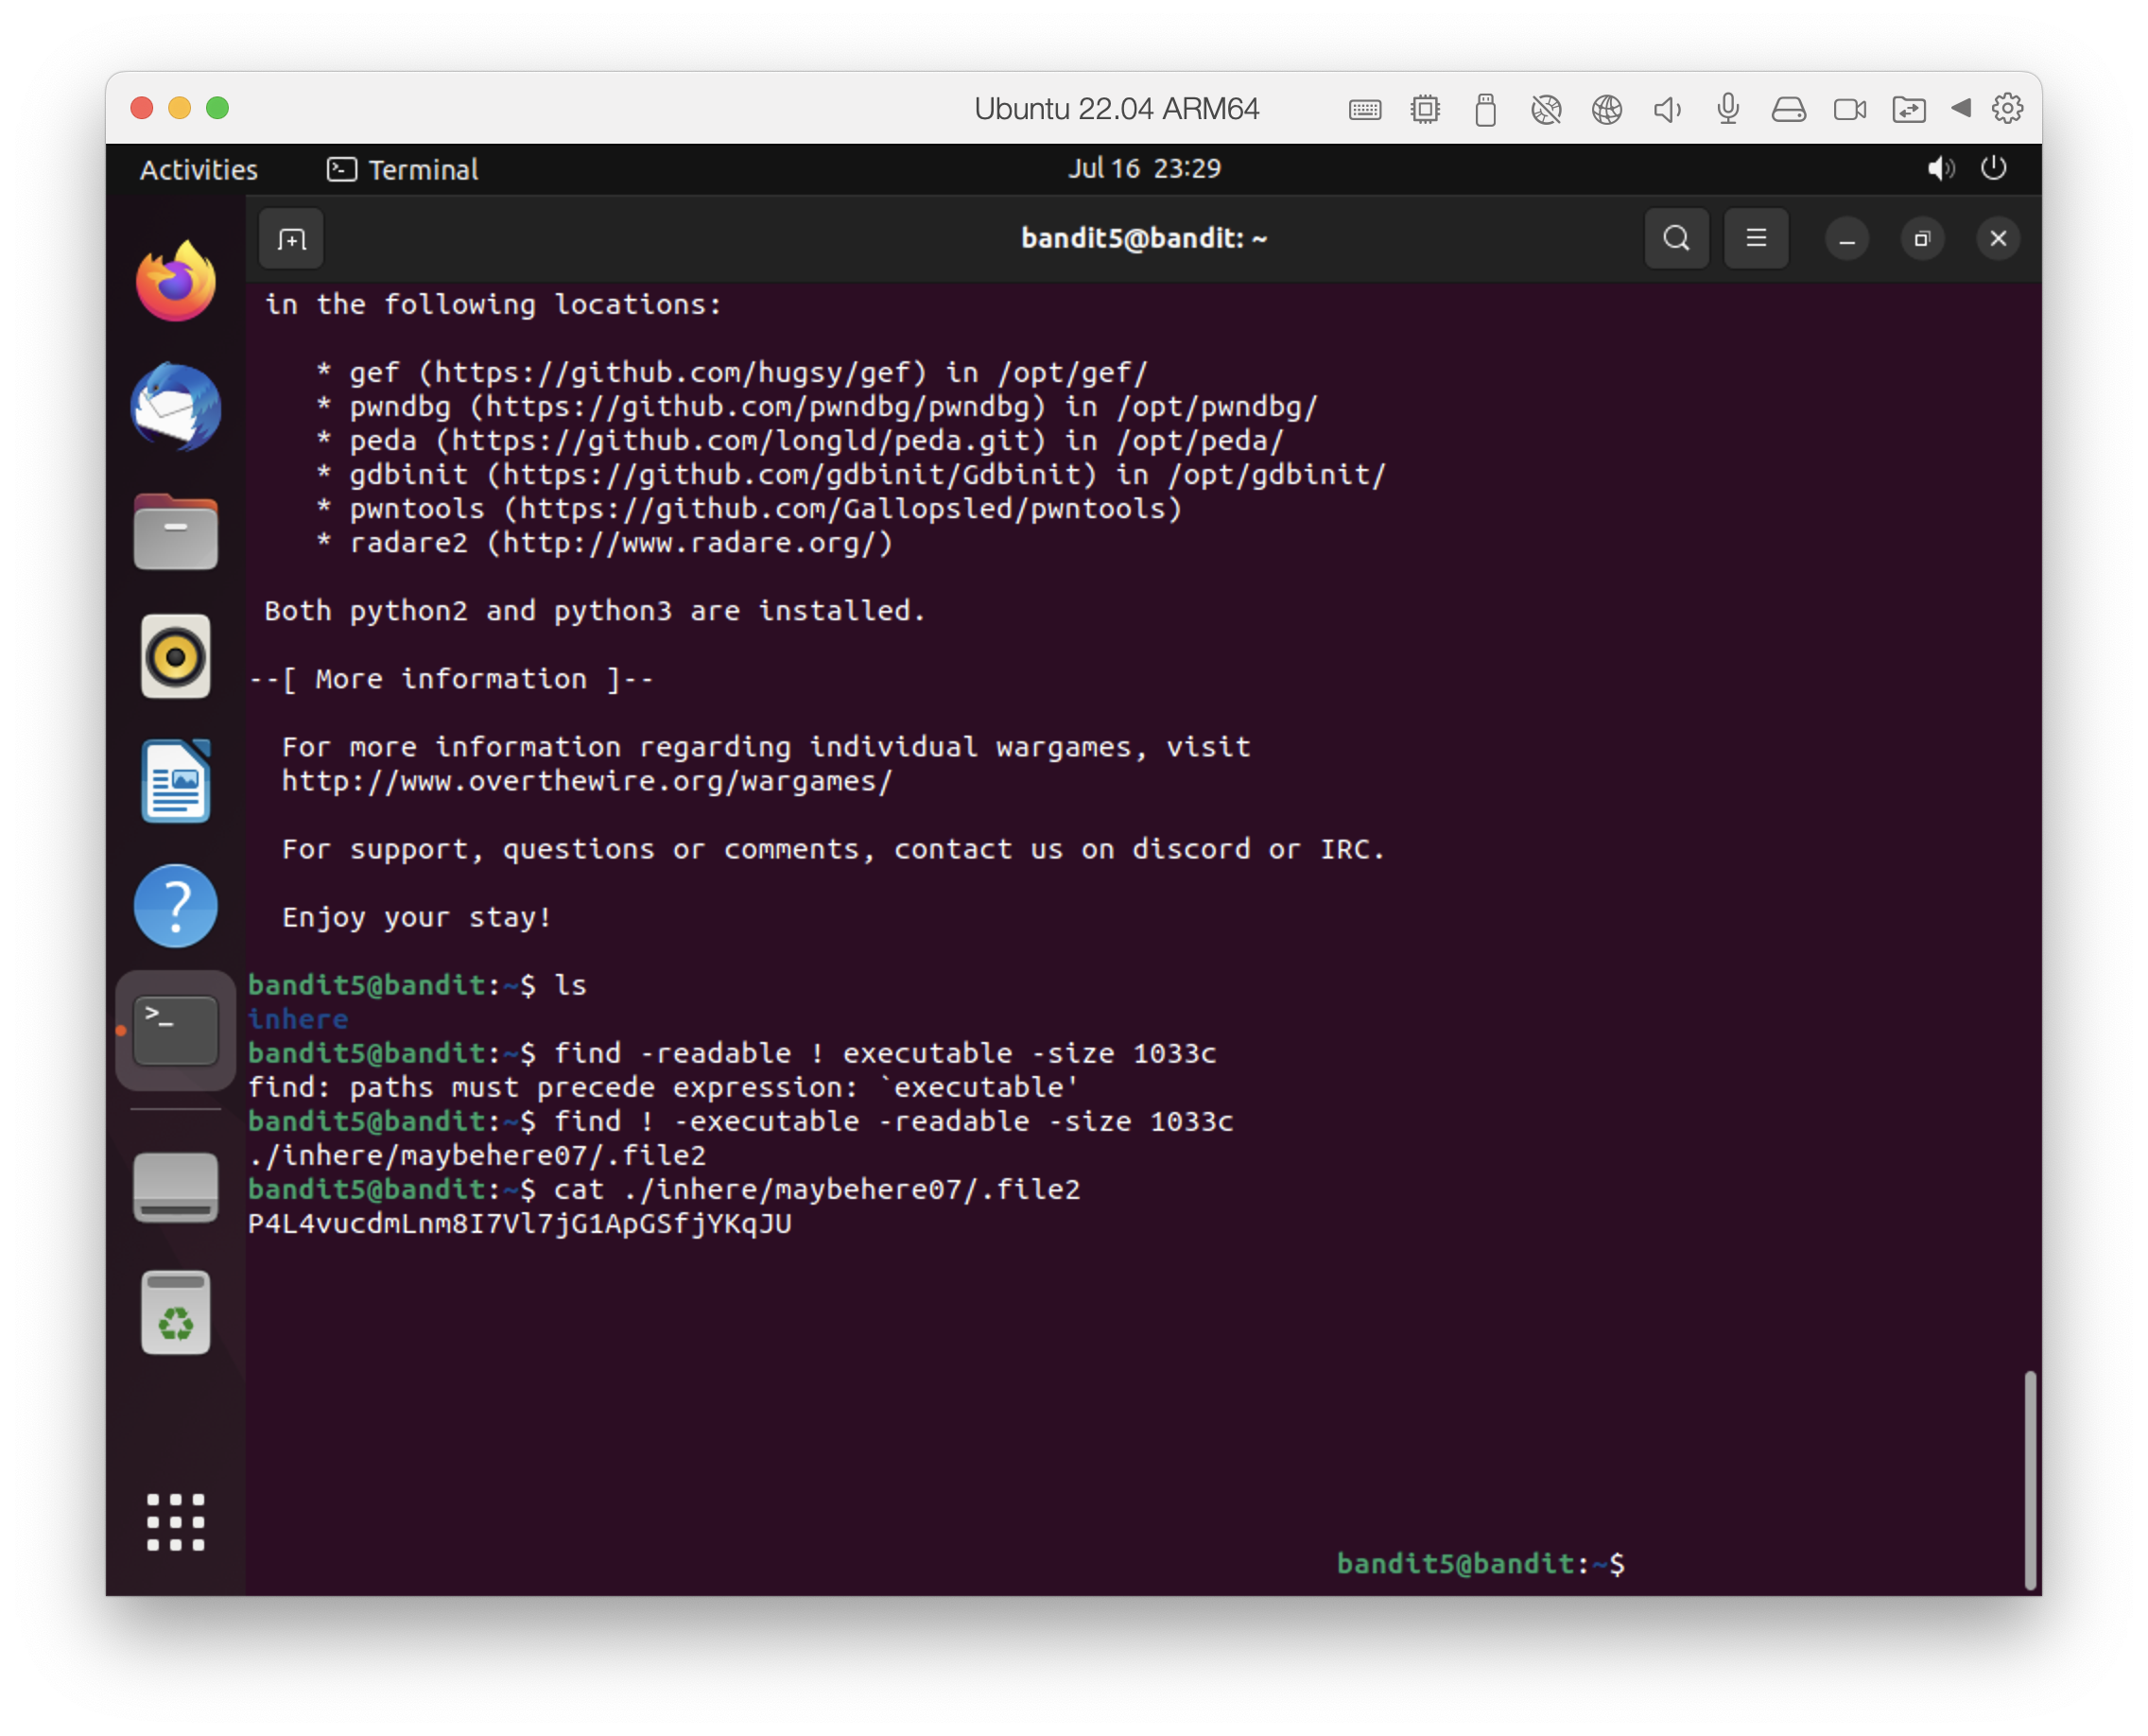 Ubuntu 22.04 ARM64
Activities
Terminal
Jul 16 23:29
bandit5@bandit: ~
in the following locations:
* gef (https://github.com/hugsy/gef) in /opt/gef/
* pwndbg (https://github.com/pwndbg/pwndbg) in /opt/pwndbg/
* peda (https://github.com/longld/peda.git) in /opt/peda/
* gdbinit (https://github.com/gdbinit/Gdbinit) in /opt/gdbinit/
* pwntools (https://github.com/Gallopsled/pwntools)
* radare2 (http://www.radare.org/)
Both python2 and python3 are installed.
--[ More information ]--
For more information regarding individual wargames, visit
http://www.overthewire.org/wargames/
For support, questions or comments, contact us on discord or IRC.
Enjoy your stay!
bandit5@bandit:~$ ls
inhere
bandit5@bandit:~$ find -readable ! executable -size 1033c
find: paths must precede expression: `executable'
bandit5@bandit:~$ find ! -executable -readable -size 1033c
./inhere/maybehere07/.file2
bandit5@bandit:~$ cat ./inhere/maybehere07/.file2
P4L4vucdmLnm8I7Vl7jG1ApGSfjYKqJU
bandit5@bandit:~$